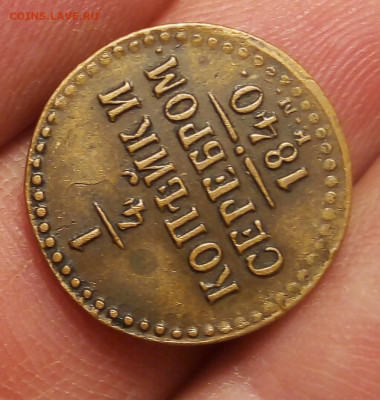 COINS.LAVE.RU
1/4
КОПѢЙКИ
СЕРЕБРОМ.
1840.